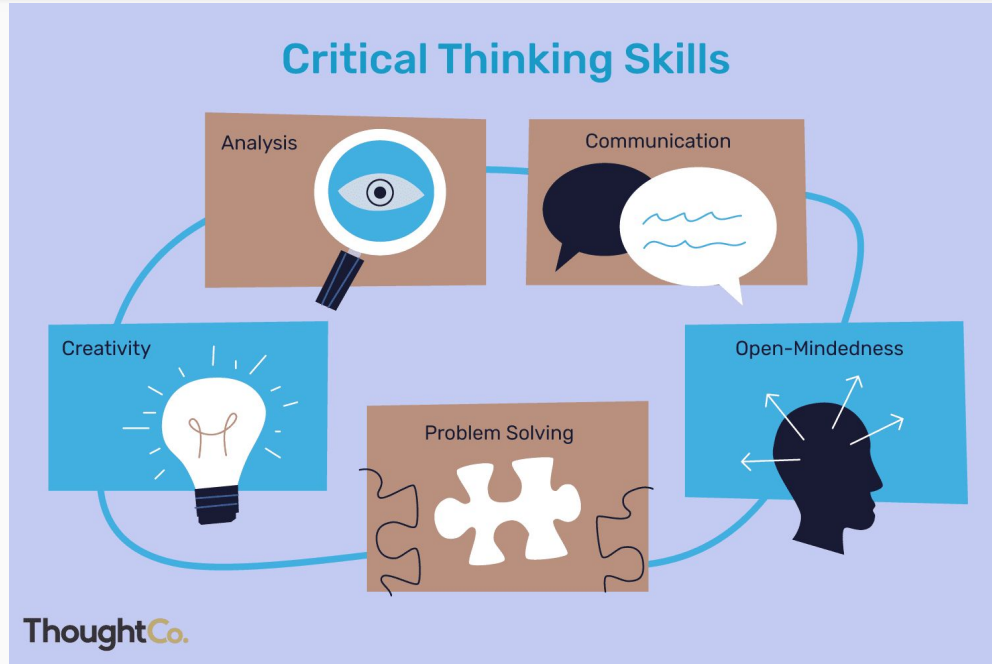 Critical Thinking Skills
Analysis
Communication
Creativity
Open-Mindedness
Problem Solving
ThoughtCo.